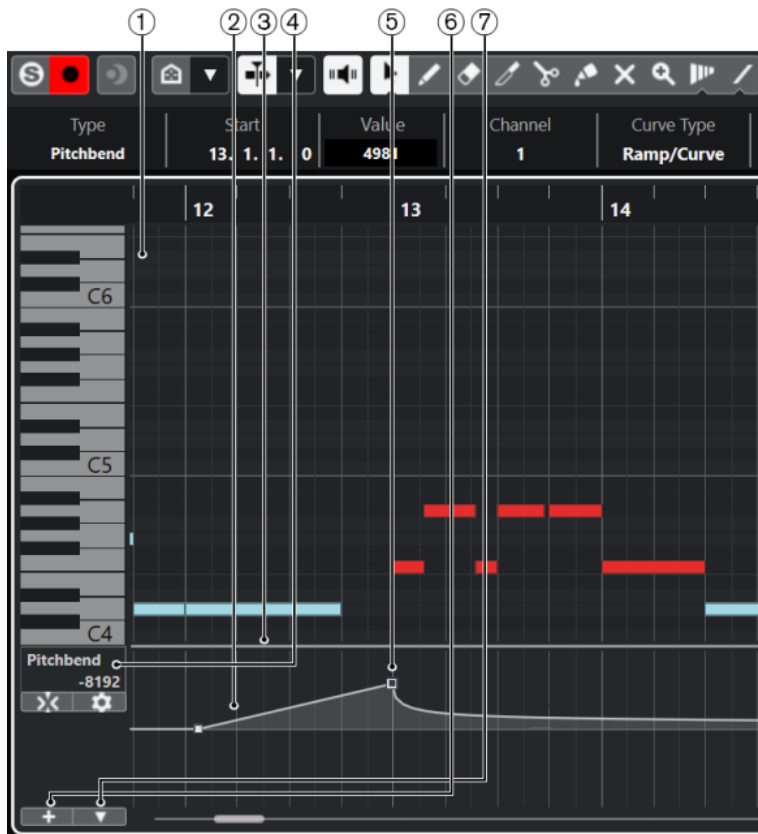 ① ② ③ ④ ⑤ ⑥ ⑦
S
Type Start Value Channel Curve Type
Pitchbend 13. 1. 1. 0 4981 1 Ramp/Curve
12 13 14
C6
C5
C4
Pitchbend
-8192